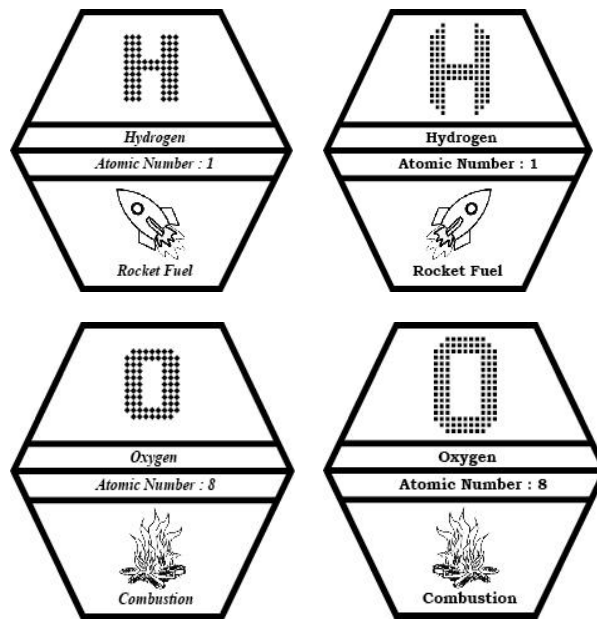 H
Hydrogen
Atomic Number : 1
Rocket Fuel
H
Hydrogen
Atomic Number : 1
Rocket Fuel
O
Oxygen
Atomic Number : 8
Combustion
O
Oxygen
Atomic Number : 8
Combustion